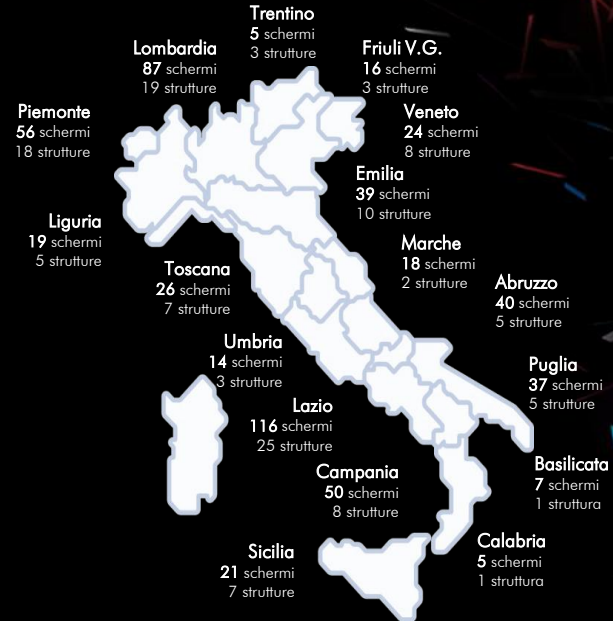 Trentino
5 schermi
3 strutture
Lombardia
87 schermi
19 strutture
Friuli V.G.
16 schermi
3 strutture
Piemonte
56 schermi
18 strutture
Veneto
24 schermi
8 strutture
Emilia
39 schermi
10 strutture
Liguria
19 schermi
5 strutture
Marche
18 schermi
2 strutture
Toscana
26 schermi
7 strutture
Abruzzo
40 schermi
5 strutture
Umbria
14 schermi
3 strutture
Puglia
37 schermi
5 strutture
Lazio
116 schermi
25 strutture
Basilicata
7 schermi
1 struttura
Campania
50 schermi
8 strutture
Calabria
5 schermi
1 struttura
Sicilia
21 schermi
7 strutture